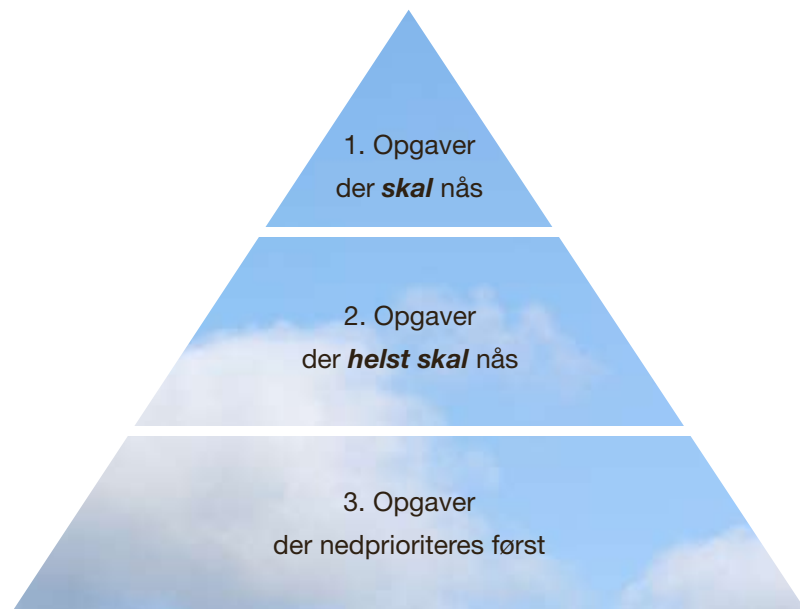 1. Opgaver
der skal nås
2. Opgaver
der helst skal nås
3. Opgaver
der nedprioriteres først